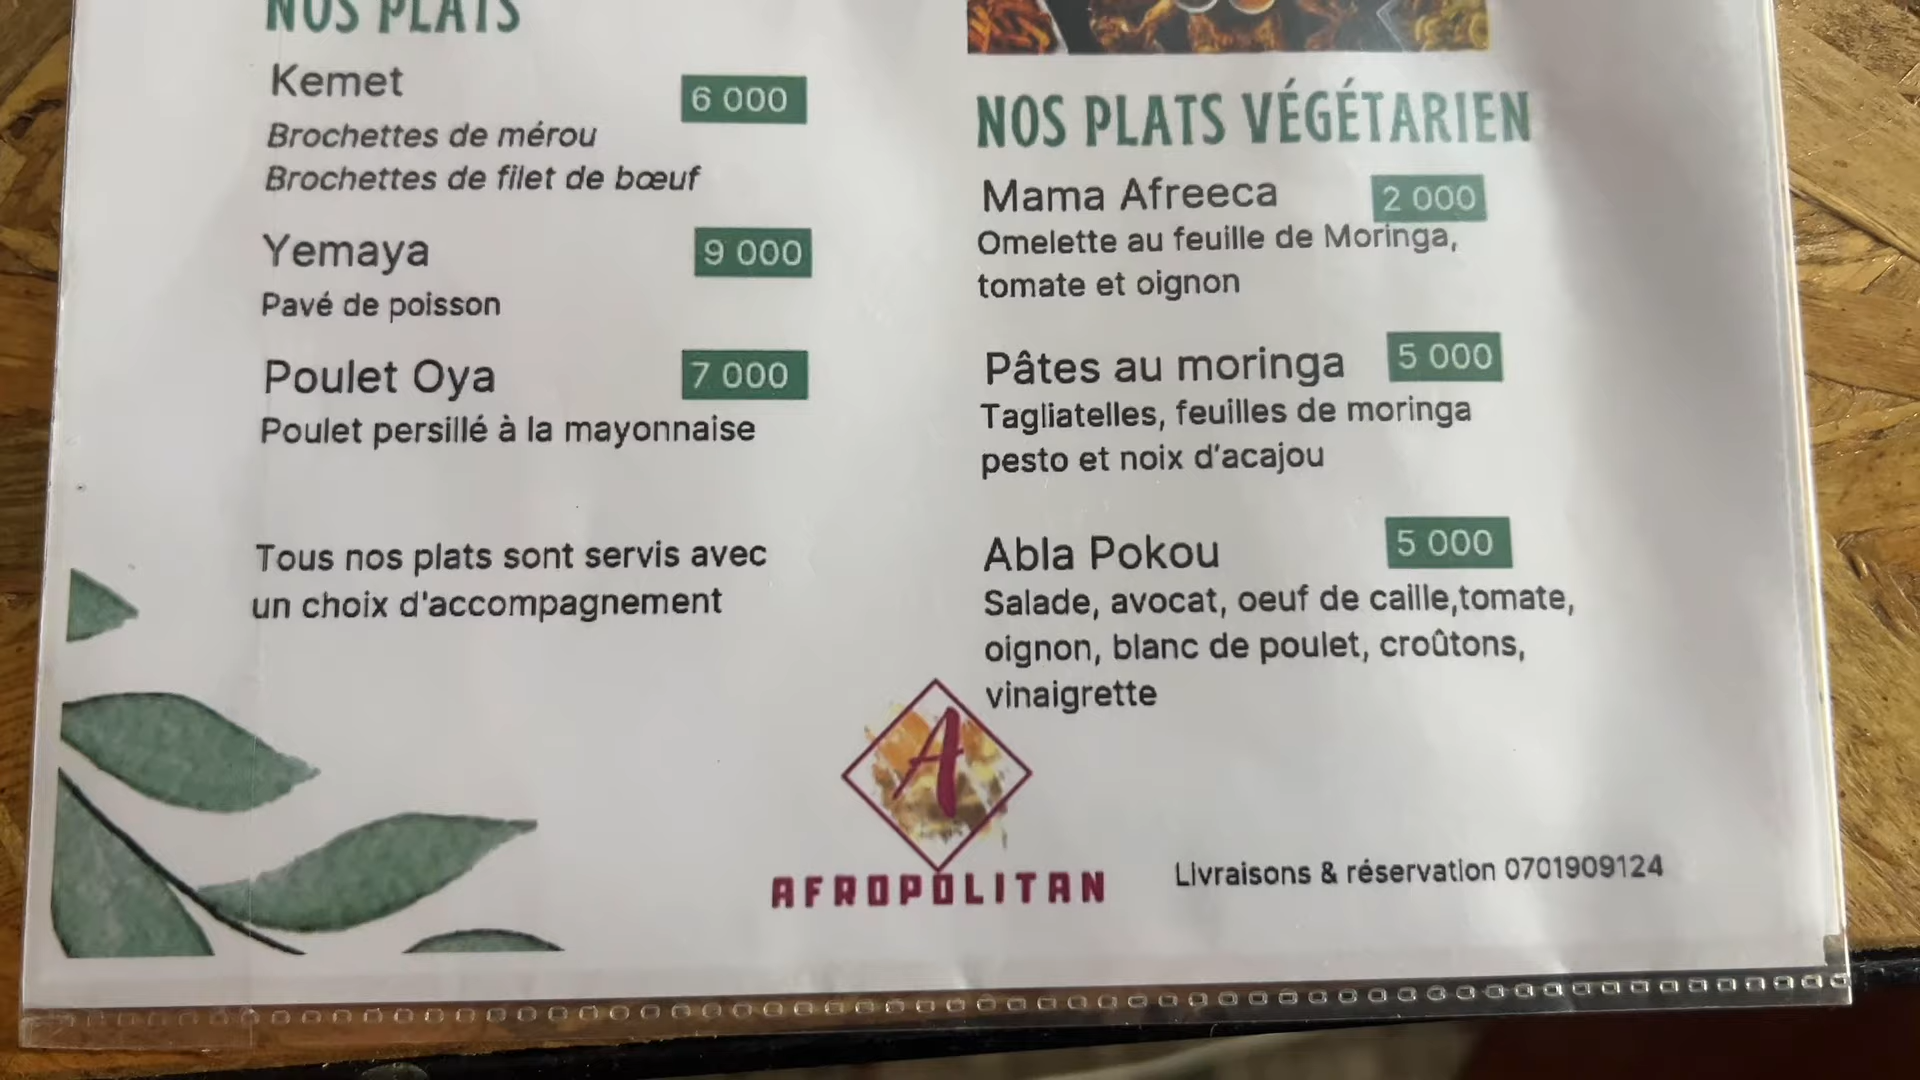 NOS PLATS
Kemet
6 000
Brochettes de mérou
Brochettes de filet de bœuf
Yemaya
9 000
Pavé de poisson
Poulet Oya
7 000
Poulet persillé à la mayonnaise
Tous nos plats sont servis avec
un choix d'accompagnement
NOS PLATS VÉGÉTARIEN
Mama Afreeca
2 000
Omelette au feuille de Moringa,
tomate et oignon
Pâtes au moringa
5 000
Tagliatelles, feuilles de moringa
pesto et noix d'acajou
Abla Pokou
5 000
Salade, avocat, oeuf de caille,tomate,
oignon, blanc de poulet, croûtons,
vinaigrette
A
AFROPOLITAN
Livraisons & réservation 0701909124